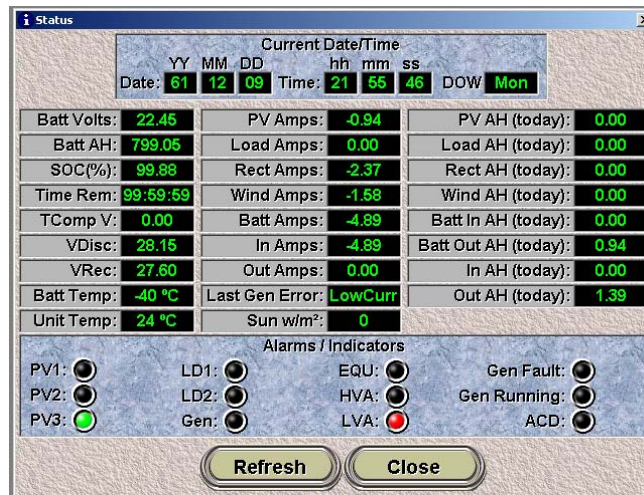 i Status
Current Date/Time
YY MM DD hh mm ss
Date: 61 12 09 Time: 21 55 46 DOW Mon
Batt Volts: 22.45 PV Amps: -0.94 PV AH (today): 0.00
Batt AH: 799.05 Load Amps: 0.00 Load AH (today): 0.00
SOC(%): 99.88 Rect Amps: -2.37 Rect AH (today): 0.00
Time Rem: 99:59:59 Wind Amps: -1.58 Wind AH (today): 0.00
TComp V: 0.00 Batt Amps: -4.89 Batt In AH (today): 0.00
VDisc: 28.15 In Amps: -4.89 Batt Out AH (today): 0.94
VRec: 27.60 Out Amps: 0.00 In AH (today): 0.00
Batt Temp: -40 ºC Last Gen Error: LowCurr Out AH (today): 1.39
Unit Temp: 24 ºC Sun w/m²: 0
Alarms / Indicators
PV1: LD1: EQU: Gen Fault:
PV2: LD2: HVA: Gen Running:
PV3: Gen: LVA: ACD:
Refresh Close